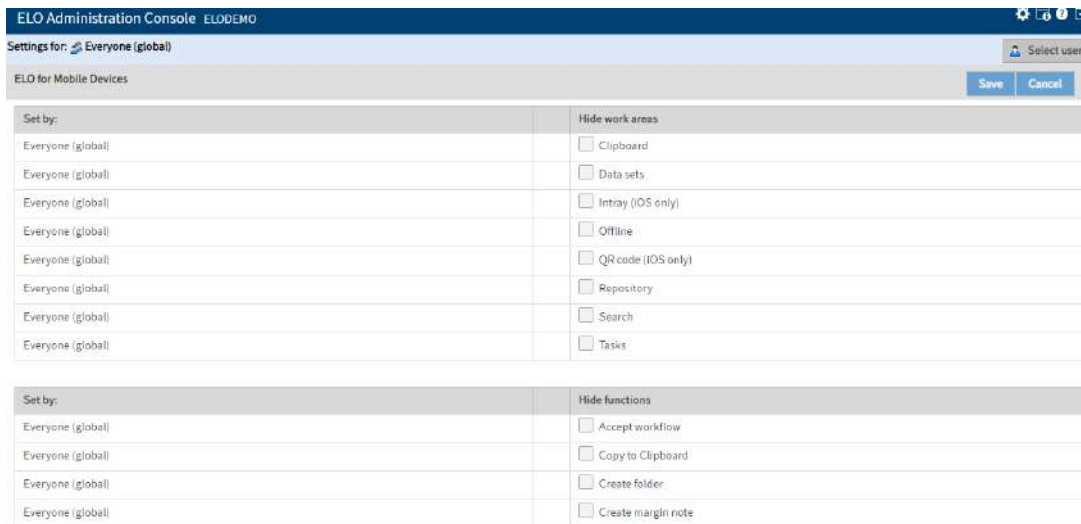 ELO Administration Console ELODEMO
Settings for: Everyone (global)
Select user
ELO for Mobile Devices
Save Cancel
Set by: Hide work areas
Everyone (global) Clipboard
Everyone (global) Data sets
Everyone (global) Intray (iOS only)
Everyone (global) Offline
Everyone (global) QR code (iOS only)
Everyone (global) Repository
Everyone (global) Search
Everyone (global) Tasks
Set by: Hide functions
Everyone (global) Accept workflow
Everyone (global) Copy to Clipboard
Everyone (global) Create folder
Everyone (global) Create margin note